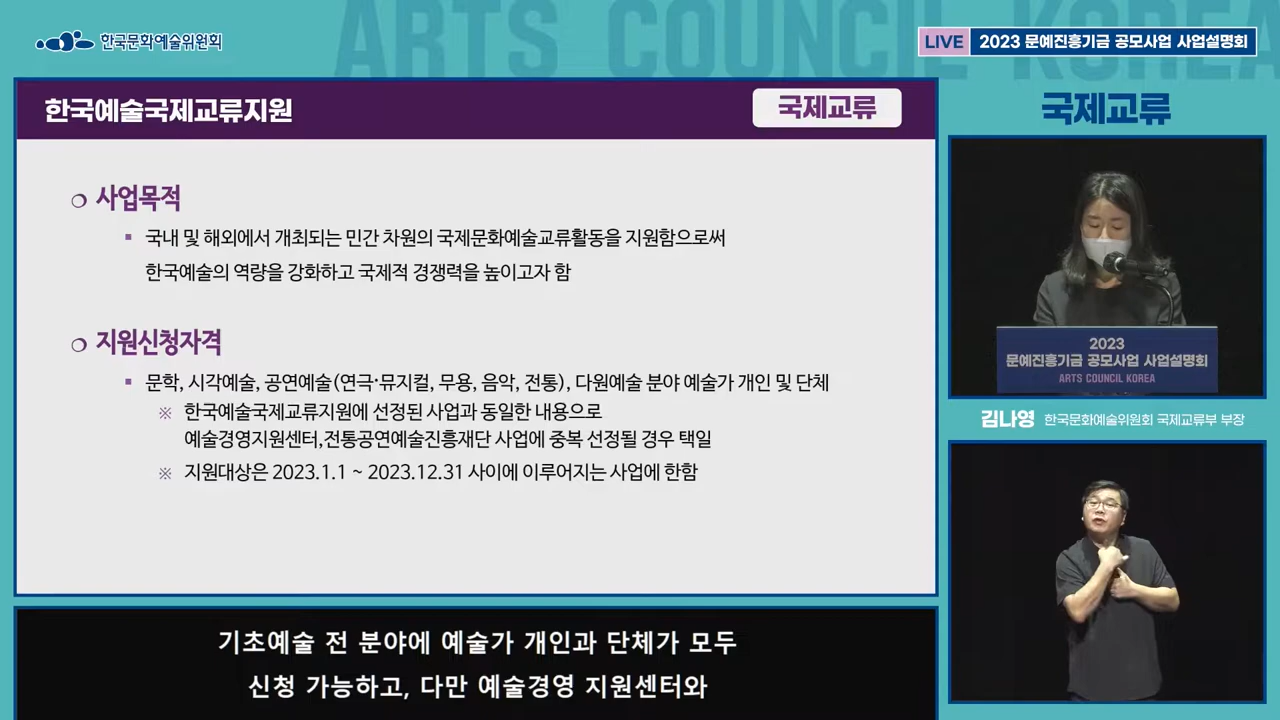 ARTS COUNCIL KOREA
한국문화예술위원회
LIVE 2023 문예진흥기금 공모사업 사업설명회
한국예술국제교류지원
국제교류
사업목적
국내 및 해외에서 개최되는 민간 차원의 국제문화예술교류활동을 지원함으로써
한국예술의 역량을 강화하고 국제적 경쟁력을 높이고자 함
지원신청자격
문학, 시각예술, 공연예술(연극·뮤지컬, 무용, 음악, 전통), 다원예술 분야 예술가 개인 및 단체
※ 한국예술국제교류지원에 선정된 사업과 동일한 내용으로
예술경영지원센터,전통공연예술진흥재단 사업에 중복 선정될 경우 택일
※ 지원대상은 2023.1.1 ~ 2023.12.31 사이에 이루어지는 사업에 한함
국제교류
2023
문예진흥기금 공모사업 사업설명회
ARTS COUNCIL KOREA
김나영 한국문화예술위원회 국제교류부 부장
기초예술 전 분야에 예술가 개인과 단체가 모두
신청 가능하고, 다만 예술경영 지원센터와